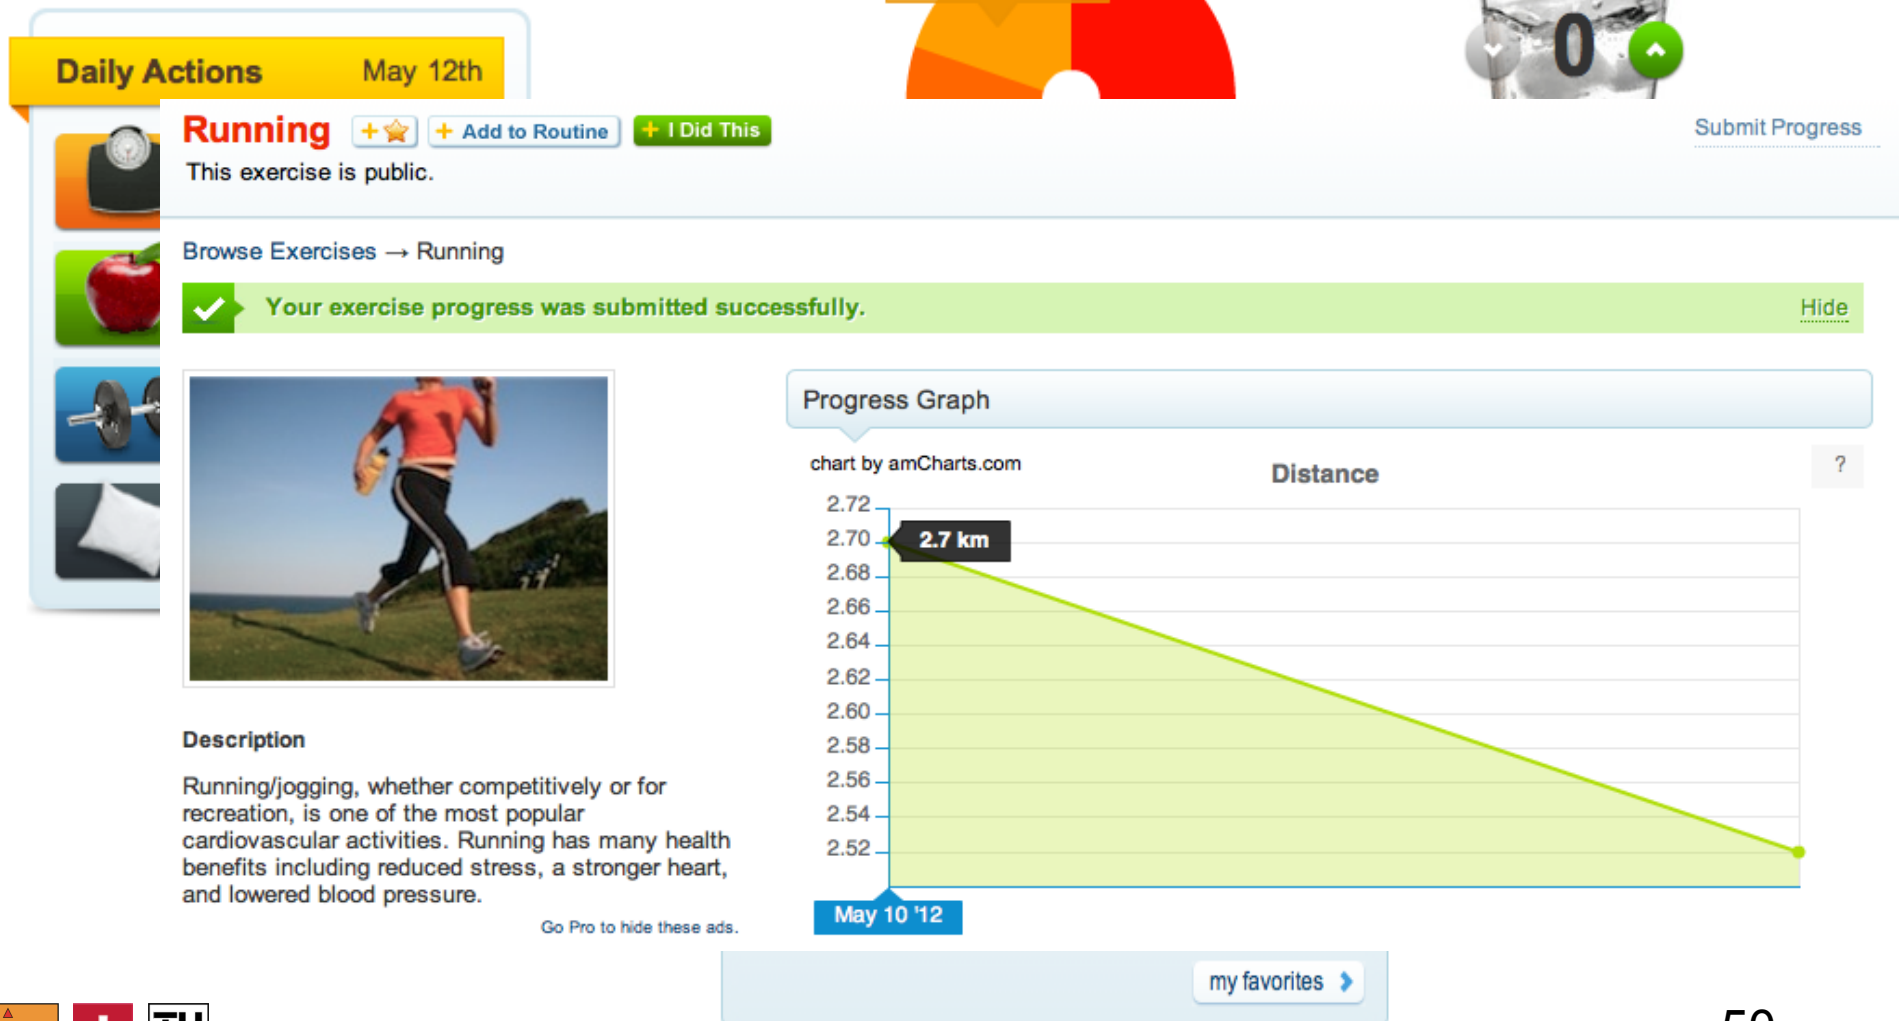 Daily Actions May 12th
0
Running + + Add to Routine + I Did This
Submit Progress
This exercise is public.
Browse Exercises → Running
Your exercise progress was submitted successfully.
Hide
Progress Graph
chart by amCharts.com
Distance
?
2.72
2.70
2.7 km
2.68
2.66
2.64
2.62
2.60
2.58
2.56
2.54
2.52
May 10 '12
Description
Running/jogging, whether competitively or for
recreation, is one of the most popular
cardiovascular activities. Running has many health
benefits including reduced stress, a stronger heart,
and lowered blood pressure.
Go Pro to hide these ads.
my favorites